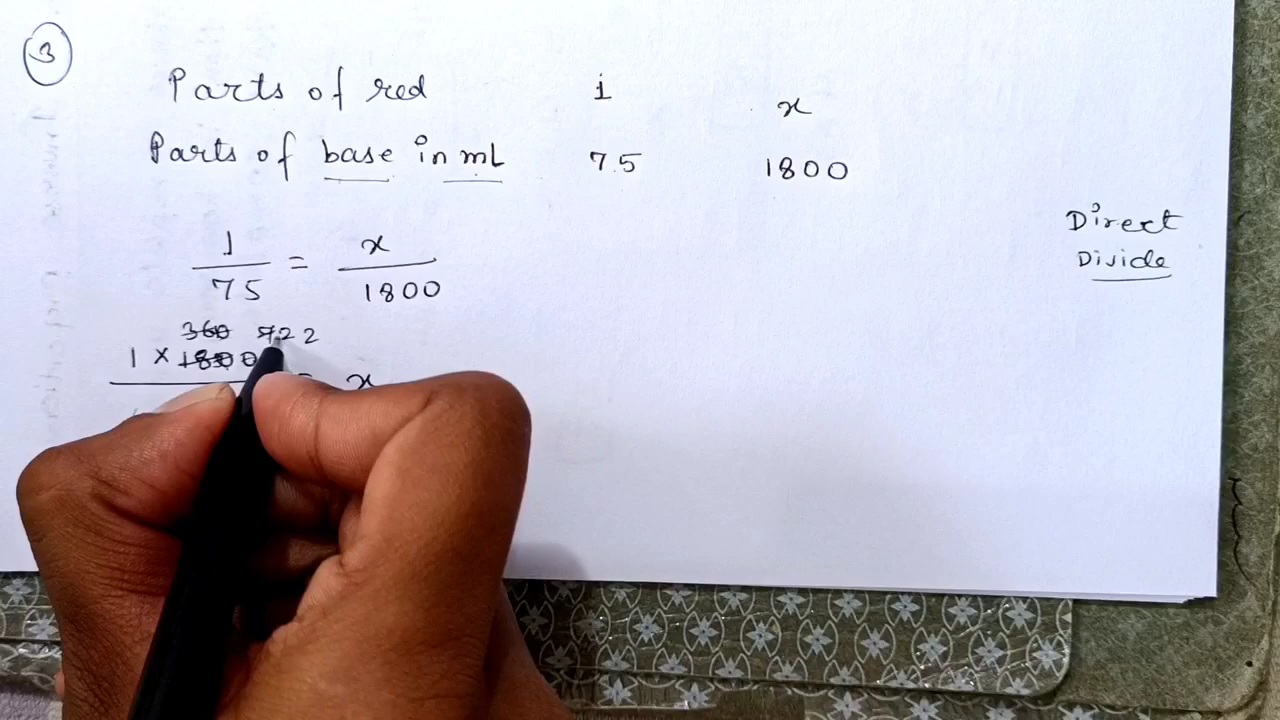 3
Parts of red 1 x
Parts of base in mL 75 1800
Direct
Divide
1/75 = x/1800
360 72 2
1 × 1800 = x